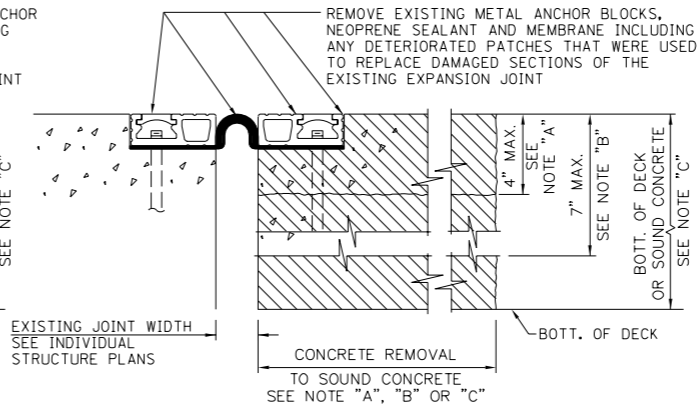 CHOR
G
INT
REMOVE EXISTING METAL ANCHOR BLOCKS,
NEOPRENE SEALANT AND MEMBRANE INCLUDING
ANY DETERIORATED PATCHES THAT WERE USED
TO REPLACE DAMAGED SECTIONS OF THE
EXISTING EXPANSION JOINT
SEE NOTE "C"
4" MAX.
SEE
NOTE "A"
7" MAX.
SEE NOTE "B"
BOTT. OF DECK
OR SOUND CONCRETE
SEE NOTE "C"
EXISTING JOINT WIDTH
SEE INDIVIDUAL
STRUCTURE PLANS
BOTT. OF DECK
CONCRETE REMOVAL
TO SOUND CONCRETE
SEE NOTE "A", "B" OR "C"